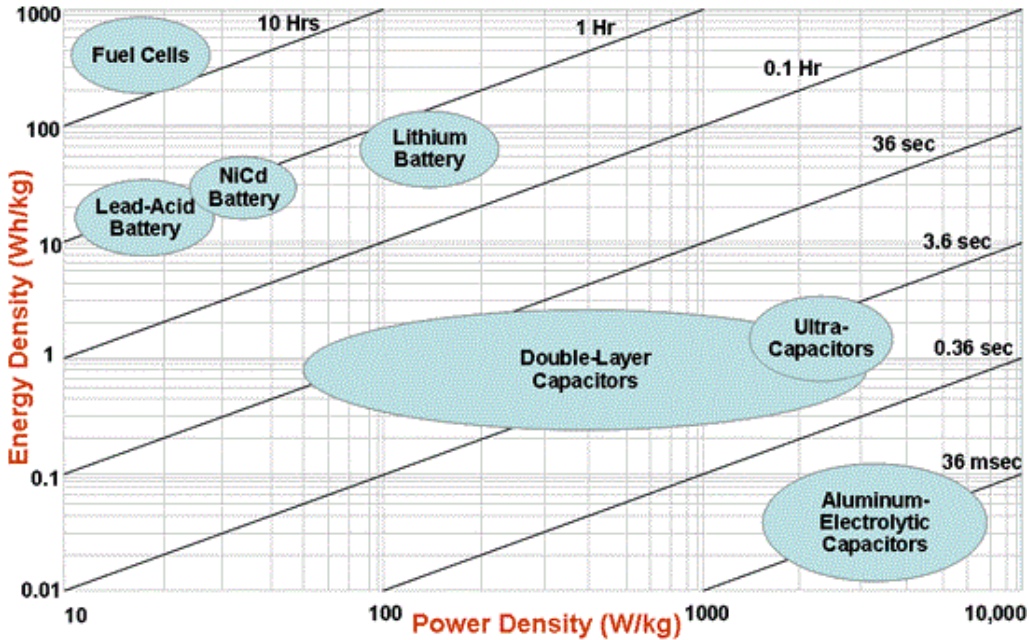 1000
10 Hrs
1 Hr
Fuel Cells
0.1 Hr
100
Lithium
Battery
36 sec
NiCd
Battery
Lead-Acid
Battery
10
3.6 sec
Energy Density (Wh/kg)
Ultra-
Capacitors
1
Double-Layer
Capacitors
0.36 sec
0.1
36 msec
Aluminum-
Electrolytic
Capacitors
0.01
10
100
Power Density (W/kg)
1000
10,000